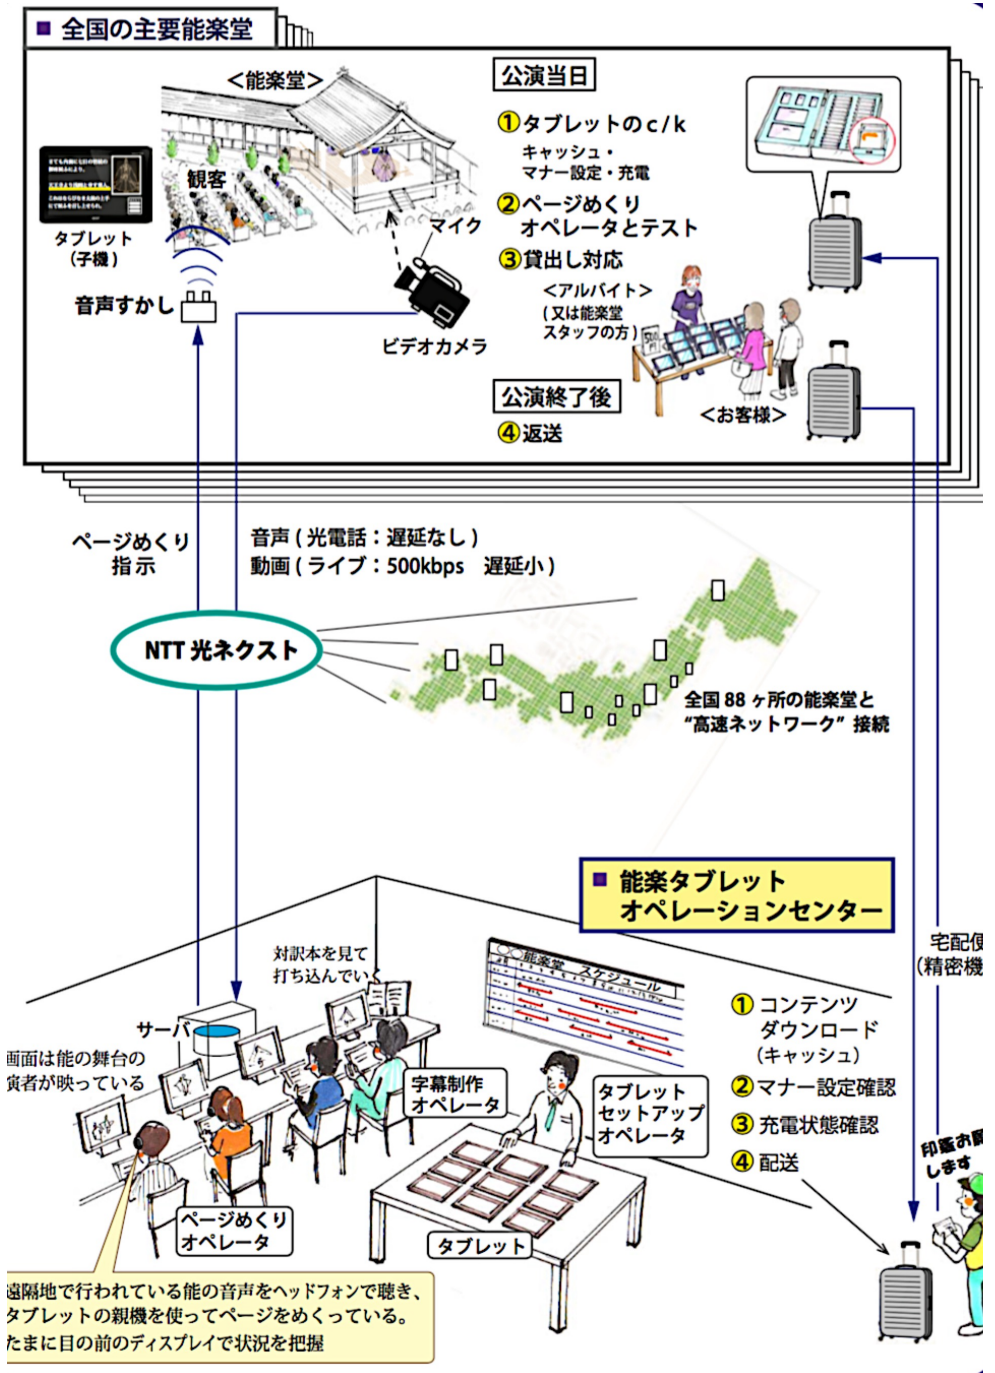 ■ 全国の主要能楽堂
＜能楽堂＞
観客
タブレット
（子機）
音声すかし
マイク
ビデオカメラ
公演当日
①タブレットのc/k
キャッシュ・
マナー設定・充電
②ページめくり
オペレータとテスト
③貸出し対応
＜アルバイト＞
(又は能楽堂
スタッフの方)
公演終了後
④返送
＜お客様＞
ページめくり
指示
音声(光電話：遅延なし)
動画(ライブ：500kbps 遅延小)
NTT光ネクスト
全国88ヶ所の能楽堂と
“高速ネットワーク”接続
■ 能楽タブレット
オペレーションセンター
宅配便
(精密機
対訳本を見て
打ち込んでい
〇〇能楽堂 スケジュール
サーバ
画面は能の舞台の
演者が映っている
字幕制作
オペレータ
タブレット
セットアップ
オペレータ
①コンテンツ
ダウンロード
(キャッシュ)
②マナー設定確認
③充電状態確認
④配送
印鑑お願
します
ページめくり
オペレータ
タブレット
遠隔地で行われている能の音声をヘッドフォンで聴き、
タブレットの親機を使ってページをめくっている。
たまに目の前のディスプレイで状況を把握